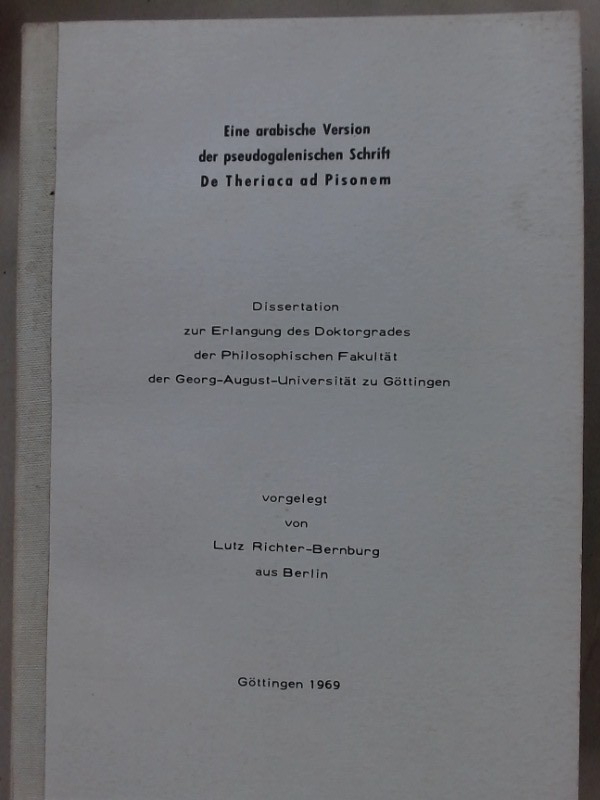 Eine arabische Version
der pseudogalenischen Schrift
De Theriaca ad Pisonem
Dissertation
zur Erlangung des Doktorgrades
der Philosophischen Fakultät
der Georg-August-Universität zu Göttingen
vorgelegt
von
Lutz Richter-Bernburg
aus Berlin
Göttingen 1969